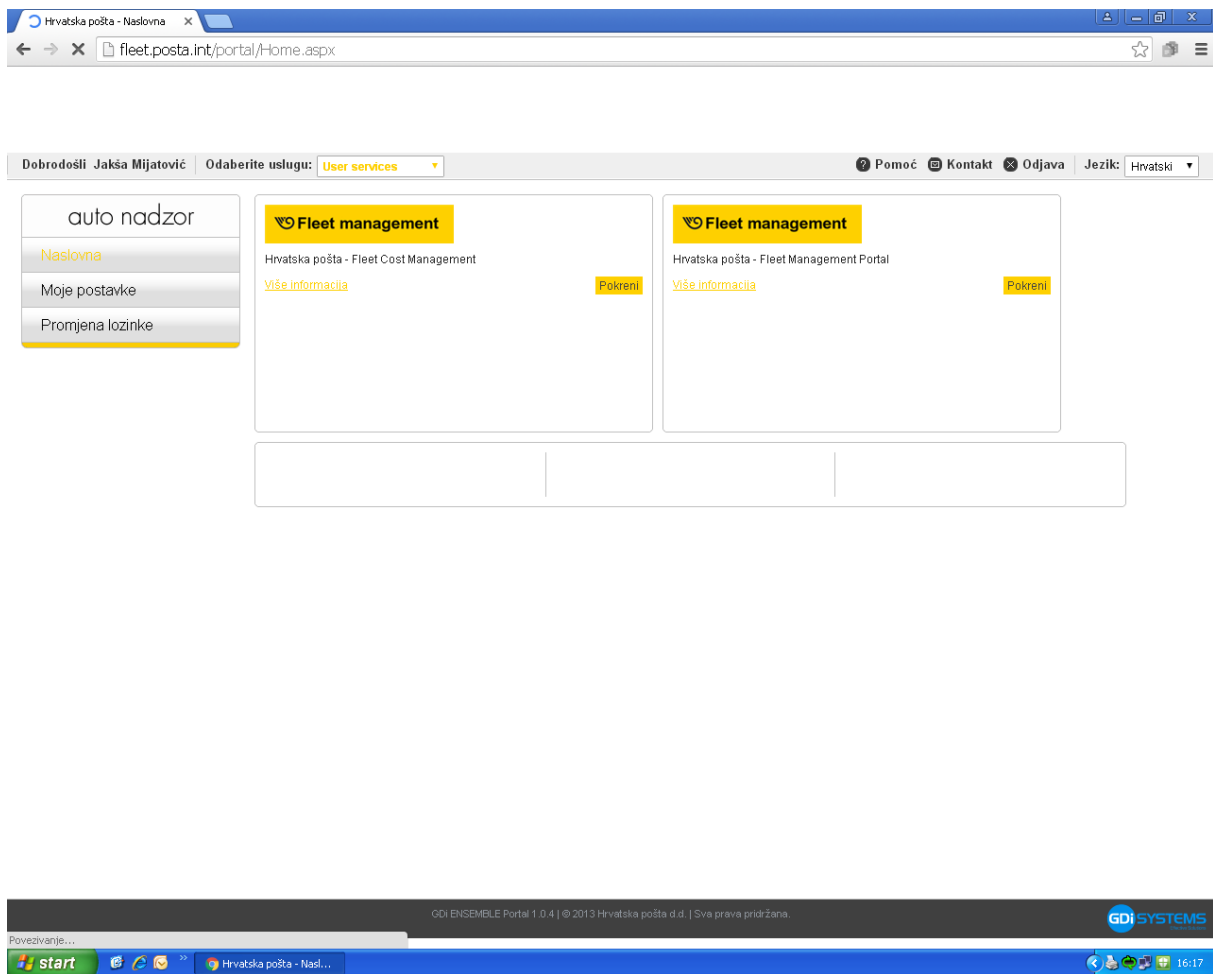 Hrvatska pošta - Naslovna
fleet.posta.int/portal/Home.aspx
Dobrodošli Jakša Mijatović Odaberite uslugu: User services Pomoć Kontakt Odjava Jezik: Hrvatski
auto nadzor
Naslovna
Moje postavke
Promjena lozinke
Fleet management
Hrvatska pošta - Fleet Cost Management
Više informacija Pokreni
Fleet management
Hrvatska pošta - Fleet Management Portal
Više informacija Pokreni
GDi ENSEMBLE Portal 1.0.4 | © 2013 Hrvatska pošta d.d. | Sva prava pridržana.
GDi SYSTEMS
Povezivanje...
start Hrvatska pošta - Nasl... 16:17